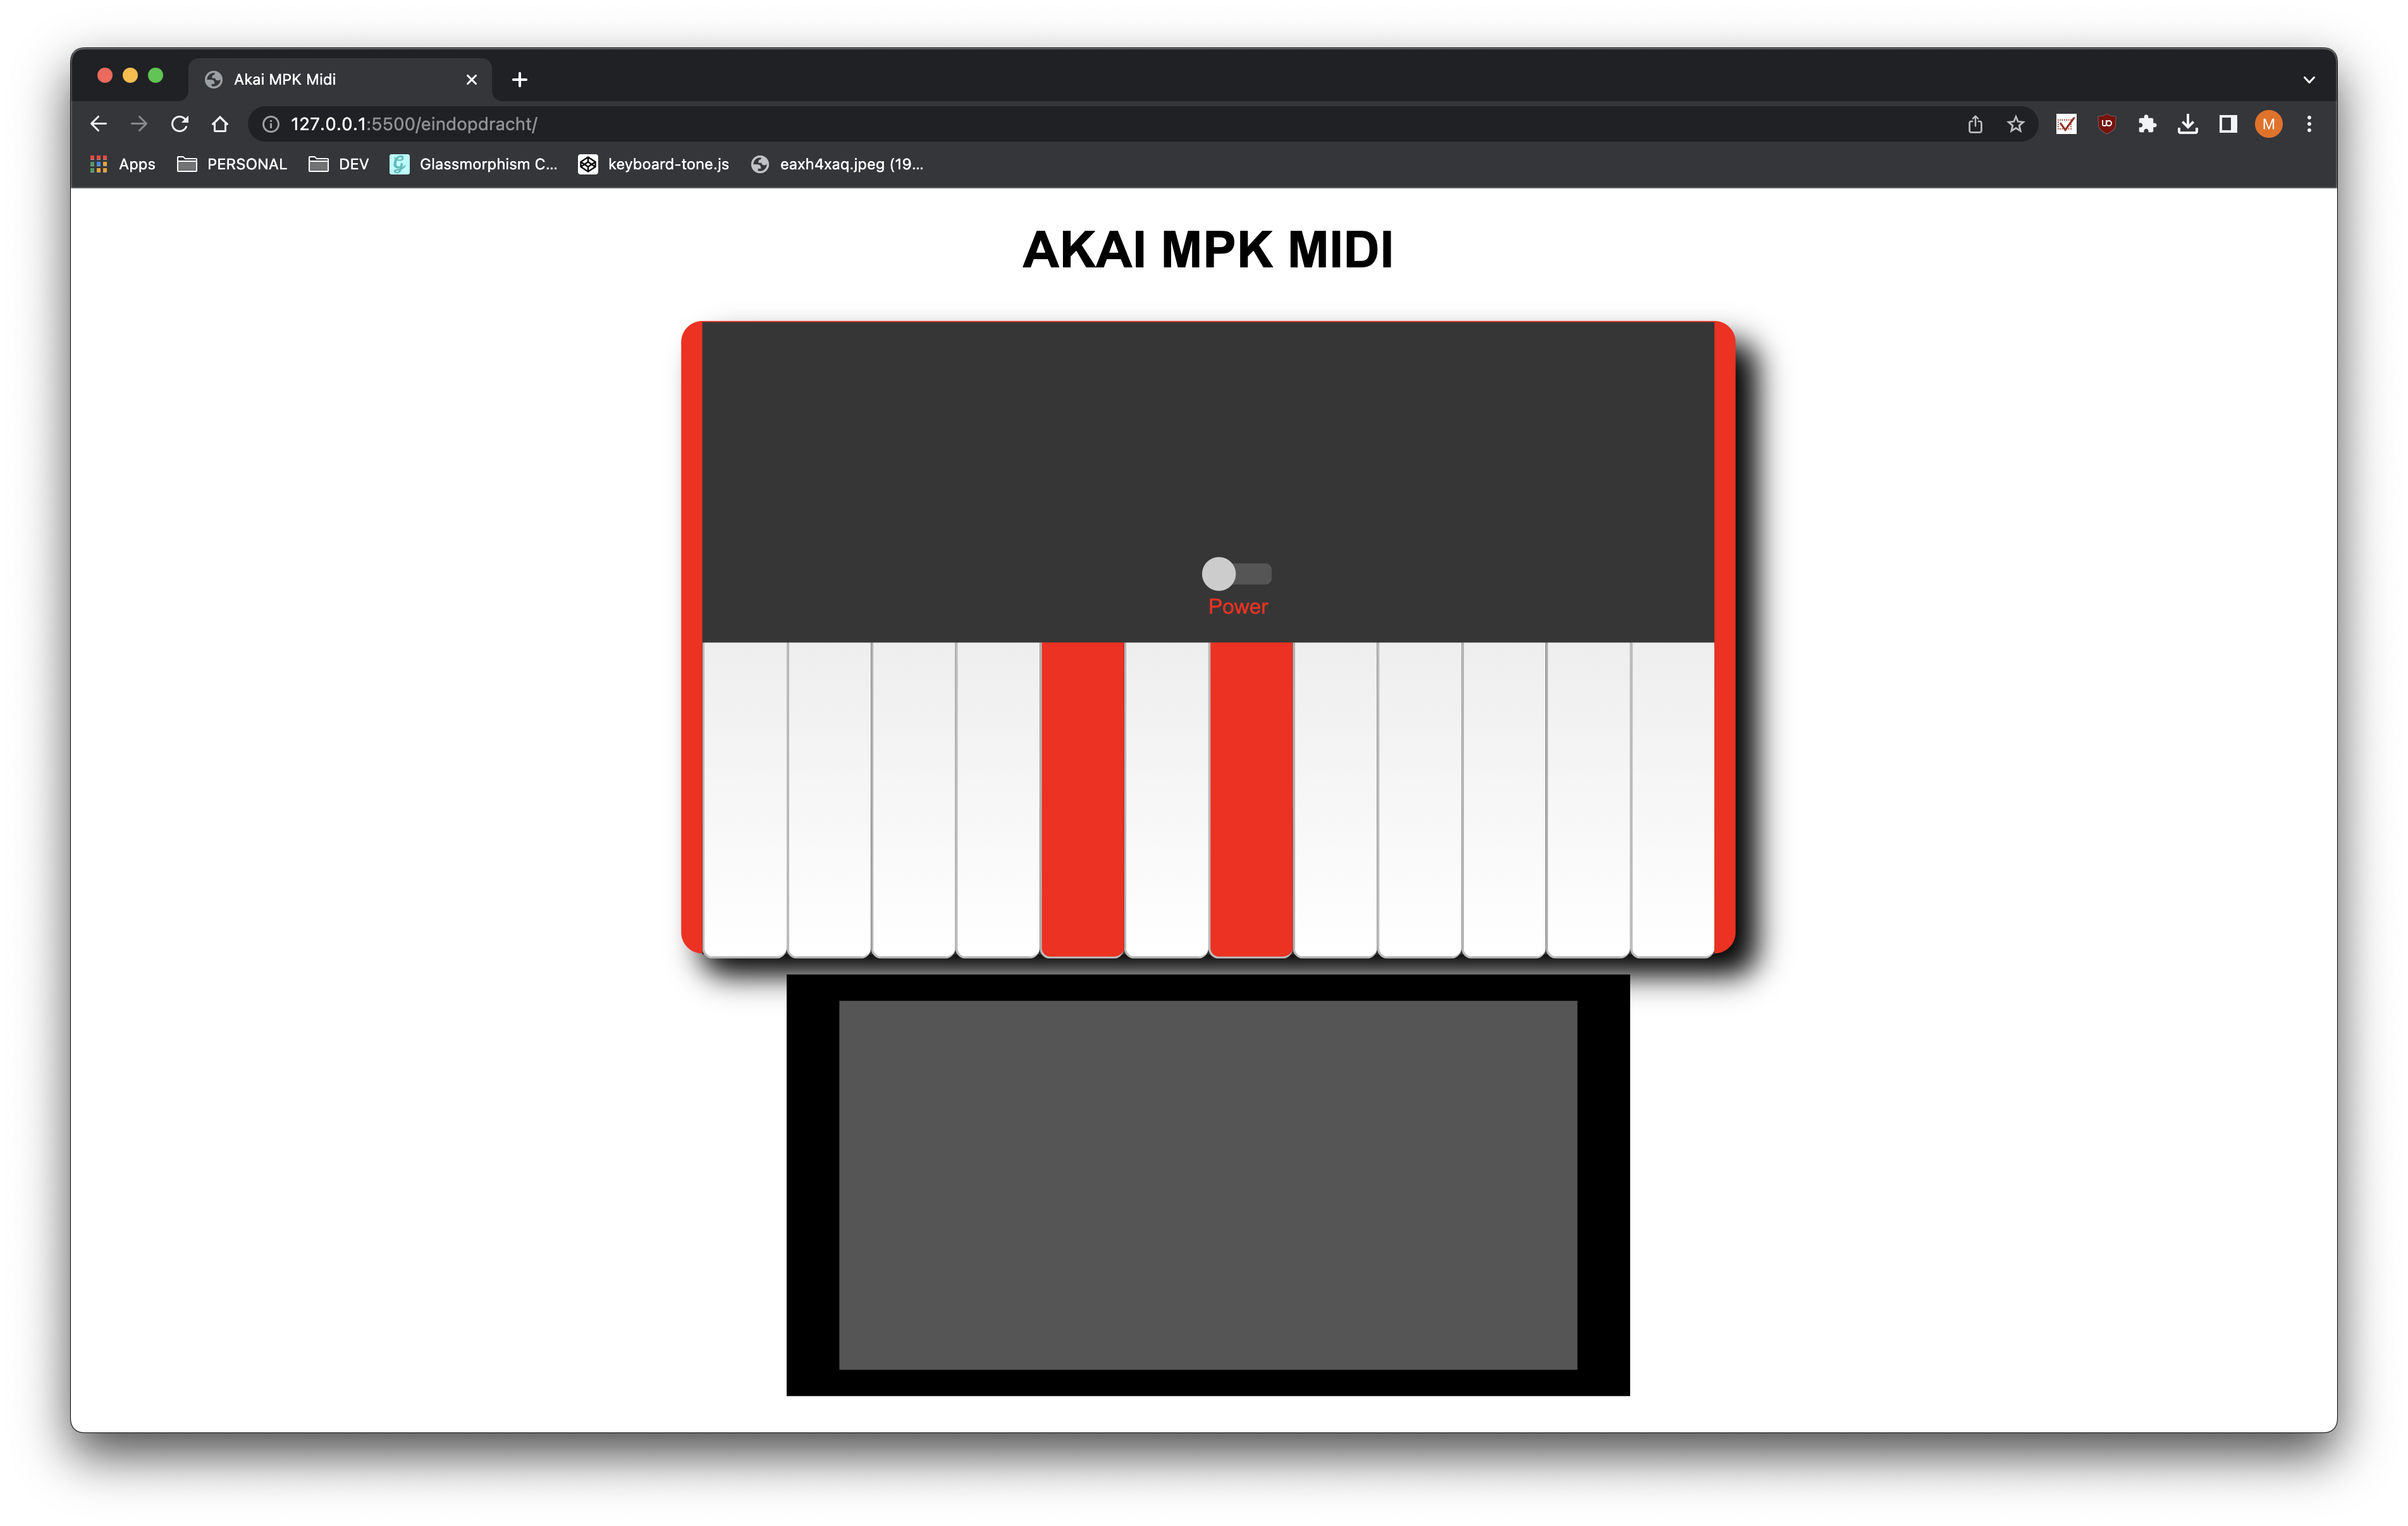 Akai MPK Midi
127.0.0.1:5500/eindopdracht/
M
Apps PERSONAL DEV Glassmorphism C... keyboard-tone.js eaxh4xaq.jpeg (19...
AKAI MPK MIDI
Power